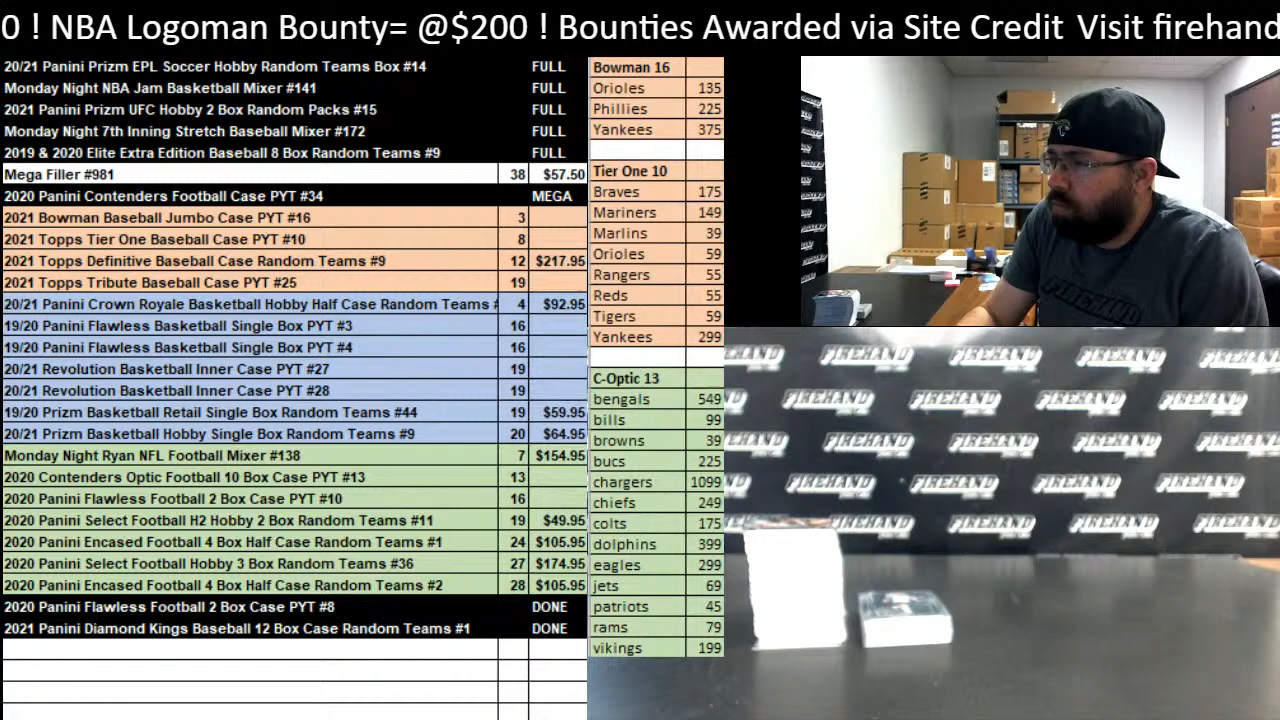 0 ! NBA Logoman Bounty= @$200 ! Bounties Awarded via Site Credit Visit firehand
20/21 Panini Prizm EPL Soccer Hobby Random Teams Box #14 FULL
Monday Night NBA Jam Basketball Mixer #141 FULL
2021 Panini Prizm UFC Hobby 2 Box Random Packs #15 FULL
Monday Night 7th Inning Stretch Baseball Mixer #172 FULL
2019 & 2020 Elite Extra Edition Baseball 8 Box Random Teams #9 FULL
Mega Filler #981 38 $57.50
2020 Panini Contenders Football Case PYT #34 MEGA
2021 Bowman Baseball Jumbo Case PYT #16 3
2021 Topps Tier One Baseball Case PYT #10 8
2021 Topps Definitive Baseball Case Random Teams #9 12 $217.95
2021 Topps Tribute Baseball Case PYT #25 19
20/21 Panini Crown Royale Basketball Hobby Half Case Random Teams # 4 $92.95
19/20 Panini Flawless Basketball Single Box PYT #3 16
19/20 Panini Flawless Basketball Single Box PYT #4 16
20/21 Revolution Basketball Inner Case PYT #27 19
20/21 Revolution Basketball Inner Case PYT #28 19
19/20 Prizm Basketball Retail Single Box Random Teams #44 19 $59.95
20/21 Prizm Basketball Hobby Single Box Random Teams #9 20 $64.95
Monday Night Ryan NFL Football Mixer #138 7 $154.95
2020 Contenders Optic Football 10 Box Case PYT #13 13
2020 Panini Flawless Football 2 Box Case PYT #10 16
2020 Panini Select Football H2 Hobby 2 Box Random Teams #11 19 $49.95
2020 Panini Encased Football 4 Box Half Case Random Teams #1 24 $105.95
2020 Panini Select Football Hobby 3 Box Random Teams #36 27 $174.95
2020 Panini Encased Football 4 Box Half Case Random Teams #2 28 $105.95
2020 Panini Flawless Football 2 Box Case PYT #8 DONE
2021 Panini Diamond Kings Baseball 12 Box Case Random Teams #1 DONE
Bowman 16
Orioles 135
Phillies 225
Yankees 375
Tier One 10
Braves 175
Mariners 149
Marlins 39
Orioles 59
Rangers 55
Reds 55
Tigers 59
Yankees 299
C-Optic 13
bengals 549
bills 99
browns 39
bucs 225
chargers 1099
chiefs 249
colts 175
dolphins 399
eagles 299
jets 69
patriots 45
rams 79
vikings 199
FIREHAND FIREHAND FIREHAND FIREHAND
FIREHAND FIREHAND FIREHAND FIREHAND
FIREHAND FIREHAND FIREHAND FIREHAND
FIREHAND FIREHAND FIREHAND
FIREHAND FIREHAND FIREHAND